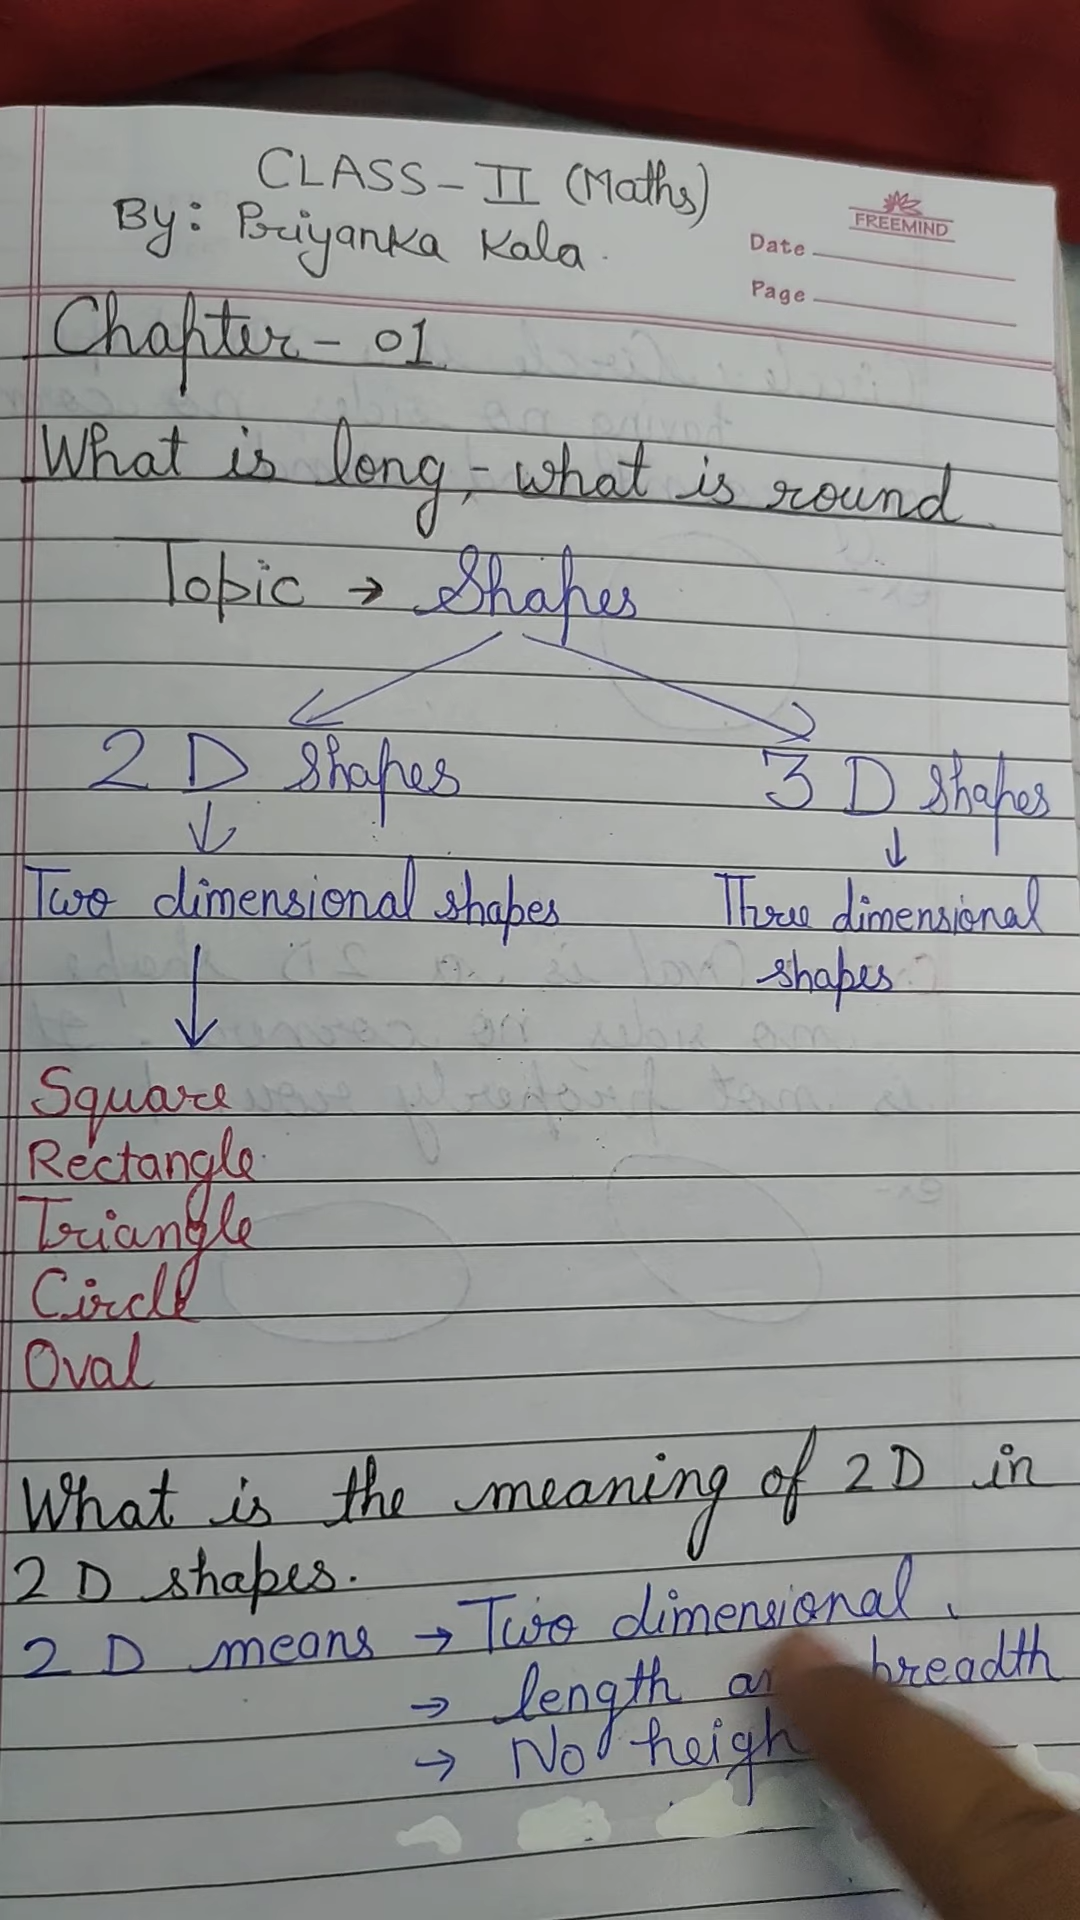 CLASS - II (Maths)
By: Priyanka Kala.
FREEMIND
Date
Page
Chapter - 01
What is long - what is round.
Topic → Shapes
2 D shapes 3 D shapes
Two dimensional shapes Three dimensional
shapes.
Square
Rectangle
Triangle
Circle
Oval
What is the meaning of 2D in
2 D shapes.
2 D means → Two dimensional.
→ length breadth
→ No